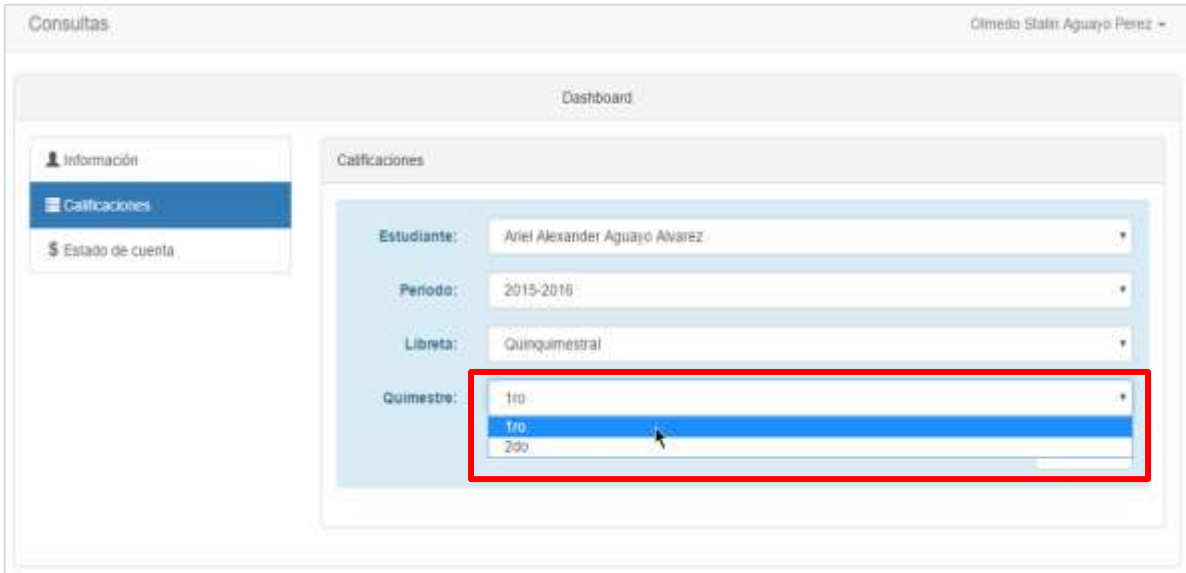 Consultas
Olmedo Stalin Aguayo Perez
Dashboard
Información
Calificaciones
$ Estado de cuenta
Calificaciones
Estudiante: Ariel Alexander Aguayo Alvarez
Periodo: 2015-2016
Libreta: Quinquimestral
Quimestre: 1ro
1ro
2do